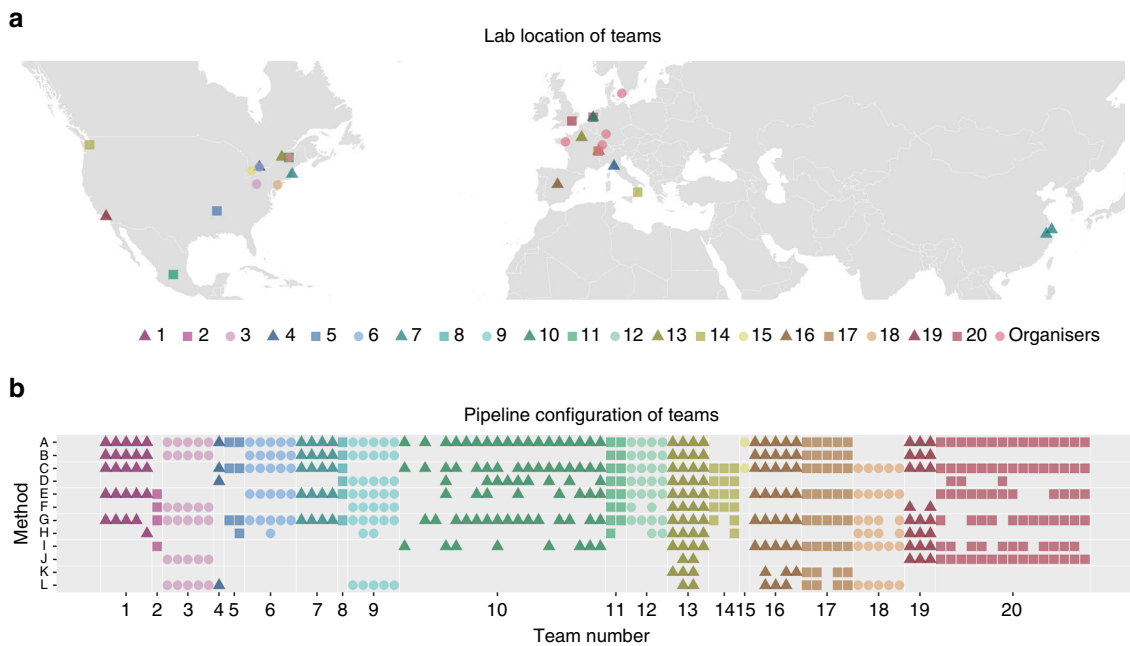 a
Lab location of teams
1 2 3 4 5 6 7 8 9 10 11 12 13 14 15 16 17 18 19 20 Organisers
b
Pipeline configuration of teams
Method
A
B
C
D
E
F
G
H
I
J
K
L
1 2 3 4 5 6 7 8 9 10 11 12 13 14 15 16 17 18 19 20
Team number